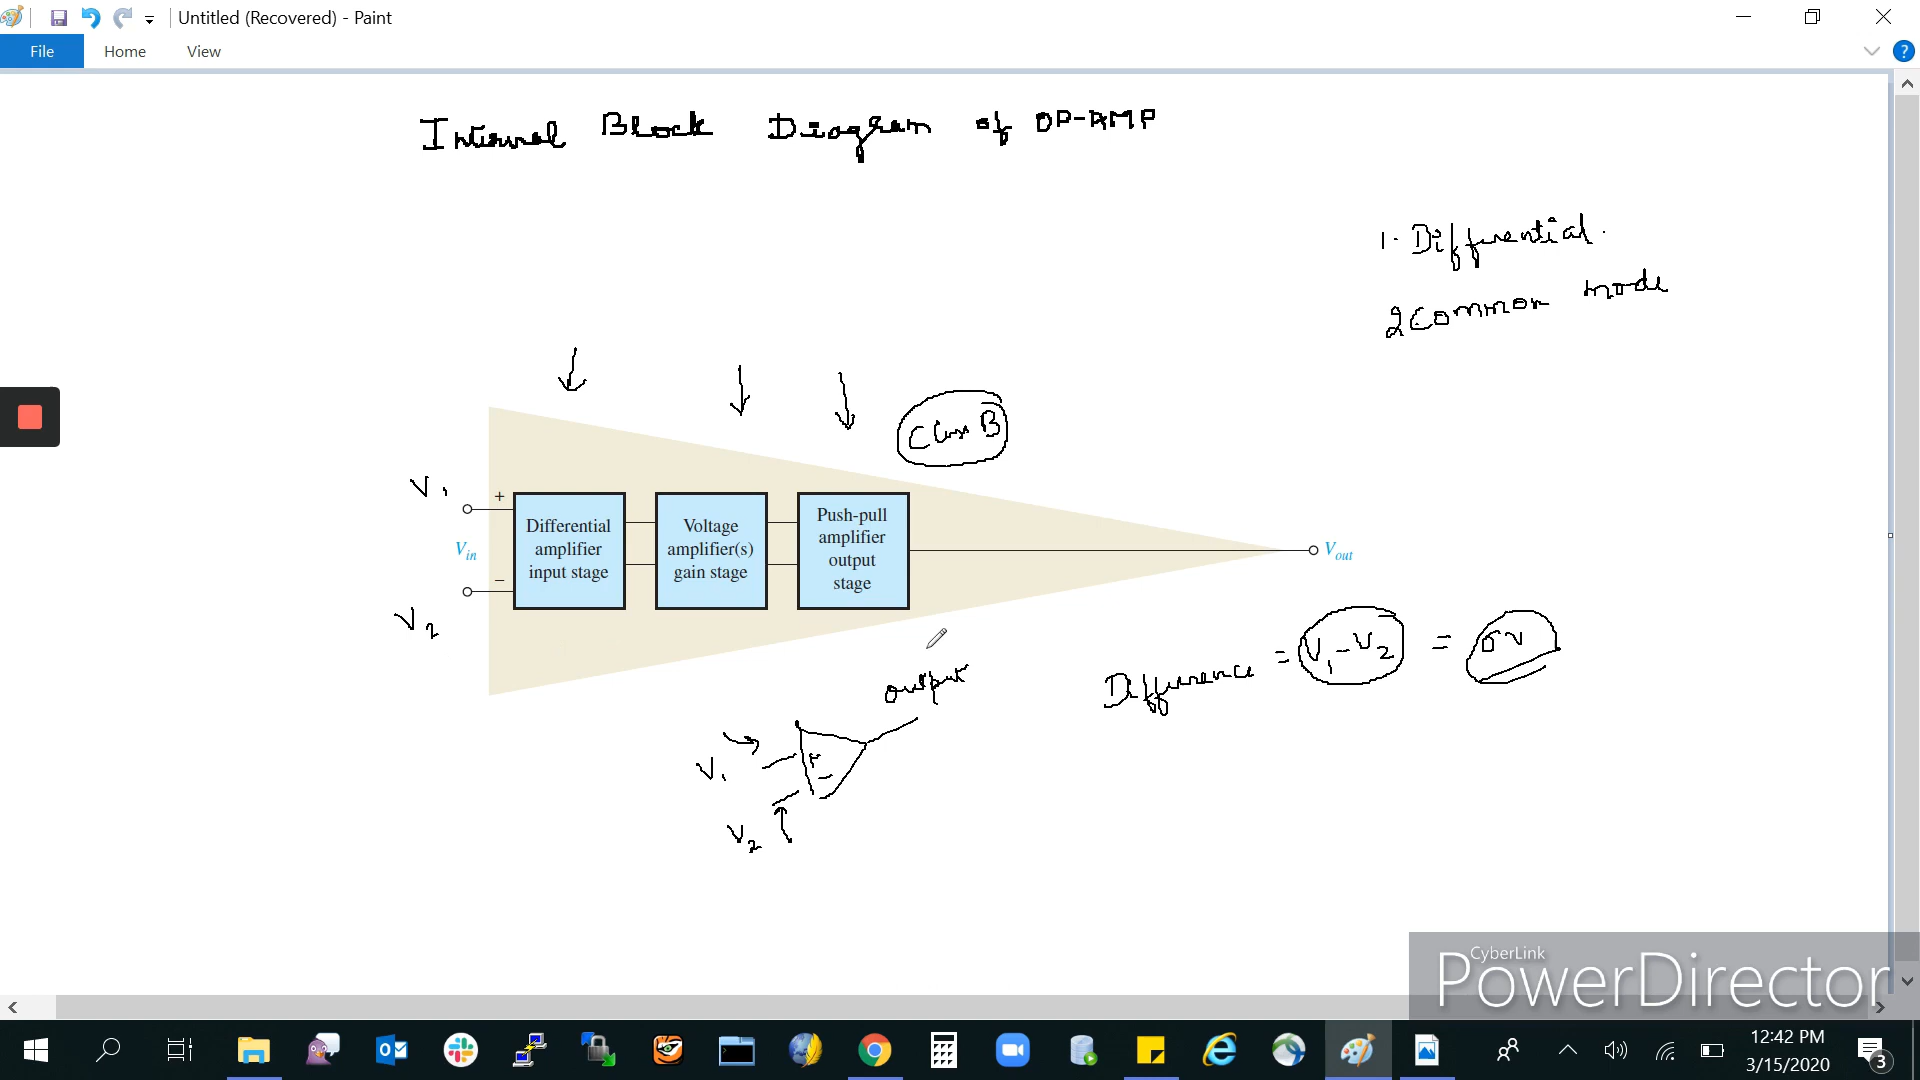 Untitled (Recovered) - Paint
File Home View
Internal Block Diagram of OP-AMP
1. Differential.
2 Common mode
Class B
V1
+
Vin
−
V2
Differential
amplifier
input stage
Voltage
amplifier(s)
gain stage
Push-pull
amplifier
output
stage
Vout
Difference = V1-V2 = 0V
output
V1
+
-
V2
CyberLink
PowerDirector
12:42 PM
3/15/2020
3